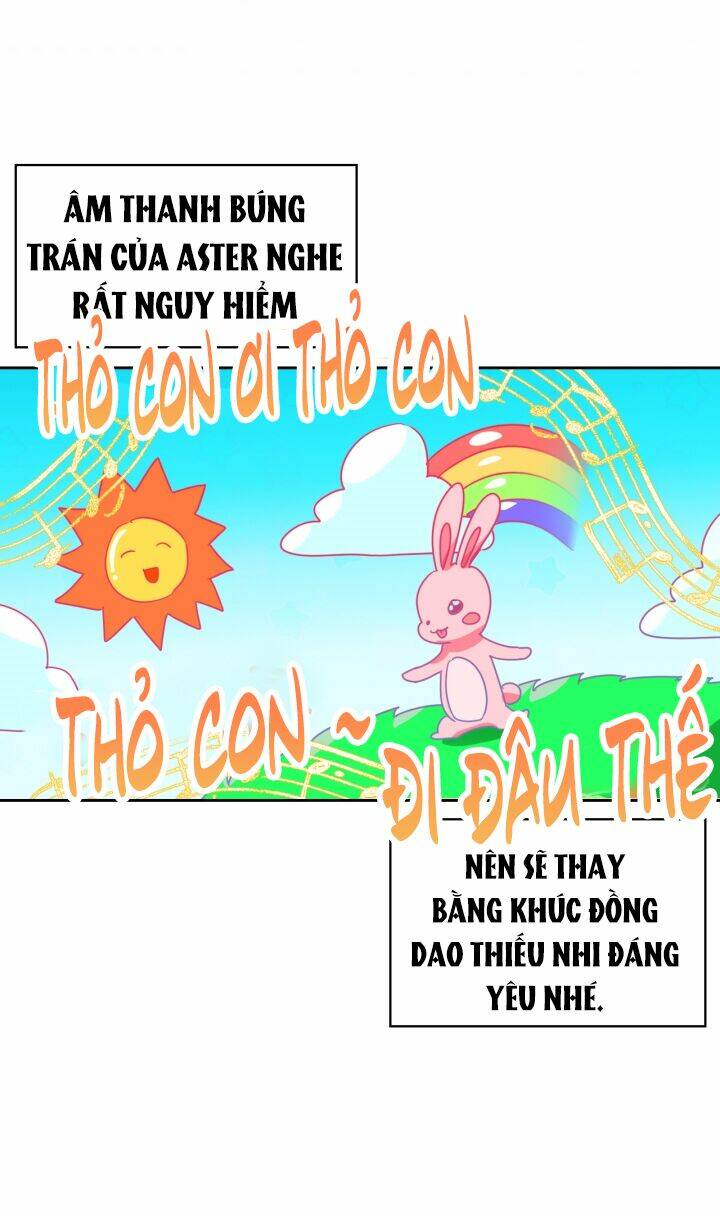 ÂM THANH BÚNG
TRÁN CỦA ASTER NGHE
RẤT NGUY HIỂM
THỎ CON ƠI THỎ CON
THỎ CON ~
ĐI ĐÂU THẾ
NÊN SẼ THAY
BẰNG KHÚC ĐỒNG
DAO THIẾU NHI ĐÁNG
YÊU NHÉ.